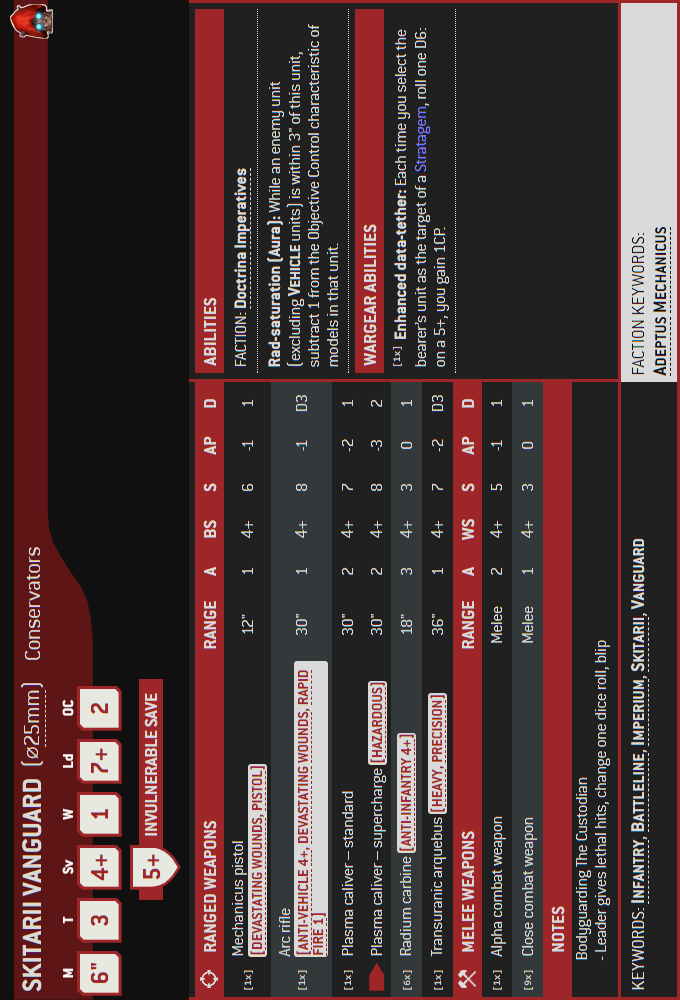 SKITARII VANGUARD (⌀25mm) Conservators
M T Sv W Ld OC
6" 3 4+ 1 7+ 2
5+ INVULNERABLE SAVE
RANGED WEAPONS RANGE A BS S AP D
[1x] Mechanicus pistol 12" 1 4+ 6 -1 1
[DEVASTATING WOUNDS, PISTOL]
[1x] Arc rifle 30" 1 4+ 8 -1 D3
[ANTI-VEHICLE 4+, DEVASTATING WOUNDS, RAPID
FIRE 1]
[1x] Plasma caliver – standard 30" 2 4+ 7 -2 1
Plasma caliver – supercharge [HAZARDOUS] 30" 2 4+ 8 -3 2
[6x] Radium carbine [ANTI-INFANTRY 4+] 18" 3 4+ 3 0 1
[1x] Transuranic arquebus [HEAVY, PRECISION] 36" 1 4+ 7 -2 D3
MELEE WEAPONS RANGE A WS S AP D
[1x] Alpha combat weapon Melee 2 4+ 5 -1 1
[9x] Close combat weapon Melee 1 4+ 3 0 1
NOTES
Bodyguarding The Custodian
- Leader gives lethal hits, change one dice roll, blip
ABILITIES
FACTION: Doctrina Imperatives
Rad-saturation (Aura): While an enemy unit
(excluding VEHICLE units) is within 3" of this unit,
subtract 1 from the Objective Control characteristic of
models in that unit.
WARGEAR ABILITIES
[1x] Enhanced data-tether: Each time you select the
bearer's unit as the target of a Stratagem, roll one D6:
on a 5+, you gain 1CP.
KEYWORDS: INFANTRY, BATTLELINE, IMPERIUM, SKITARII, VANGUARD
FACTION KEYWORDS:
ADEPTUS MECHANICUS